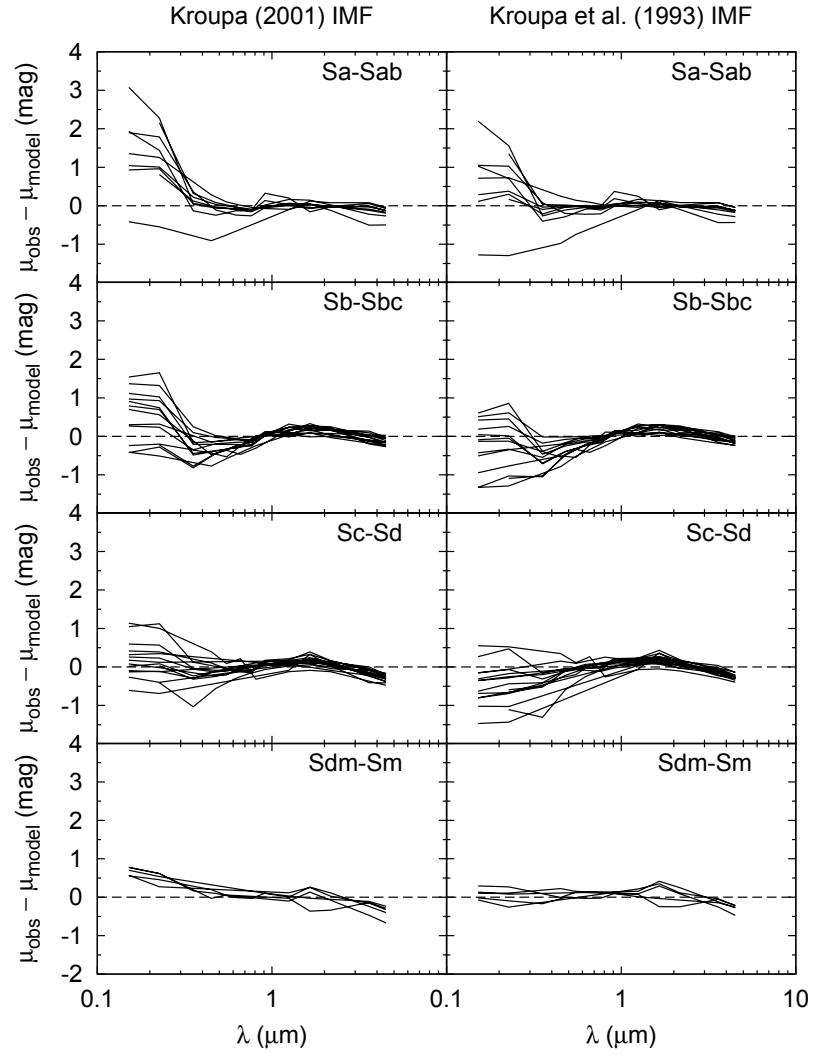 Kroupa (2001) IMF Kroupa et al. (1993) IMF
4
3
2
1
0
-1
μobs − μmodel (mag)
Sa-Sab
Sa-Sab
4
3
2
1
0
-1
μobs − μmodel (mag)
Sb-Sbc
Sb-Sbc
4
3
2
1
0
-1
μobs − μmodel (mag)
Sc-Sd
Sc-Sd
4
3
2
1
0
-1
-2
μobs − μmodel (mag)
Sdm-Sm
Sdm-Sm
0.1 1 0.1 1 10
λ (μm) λ (μm)